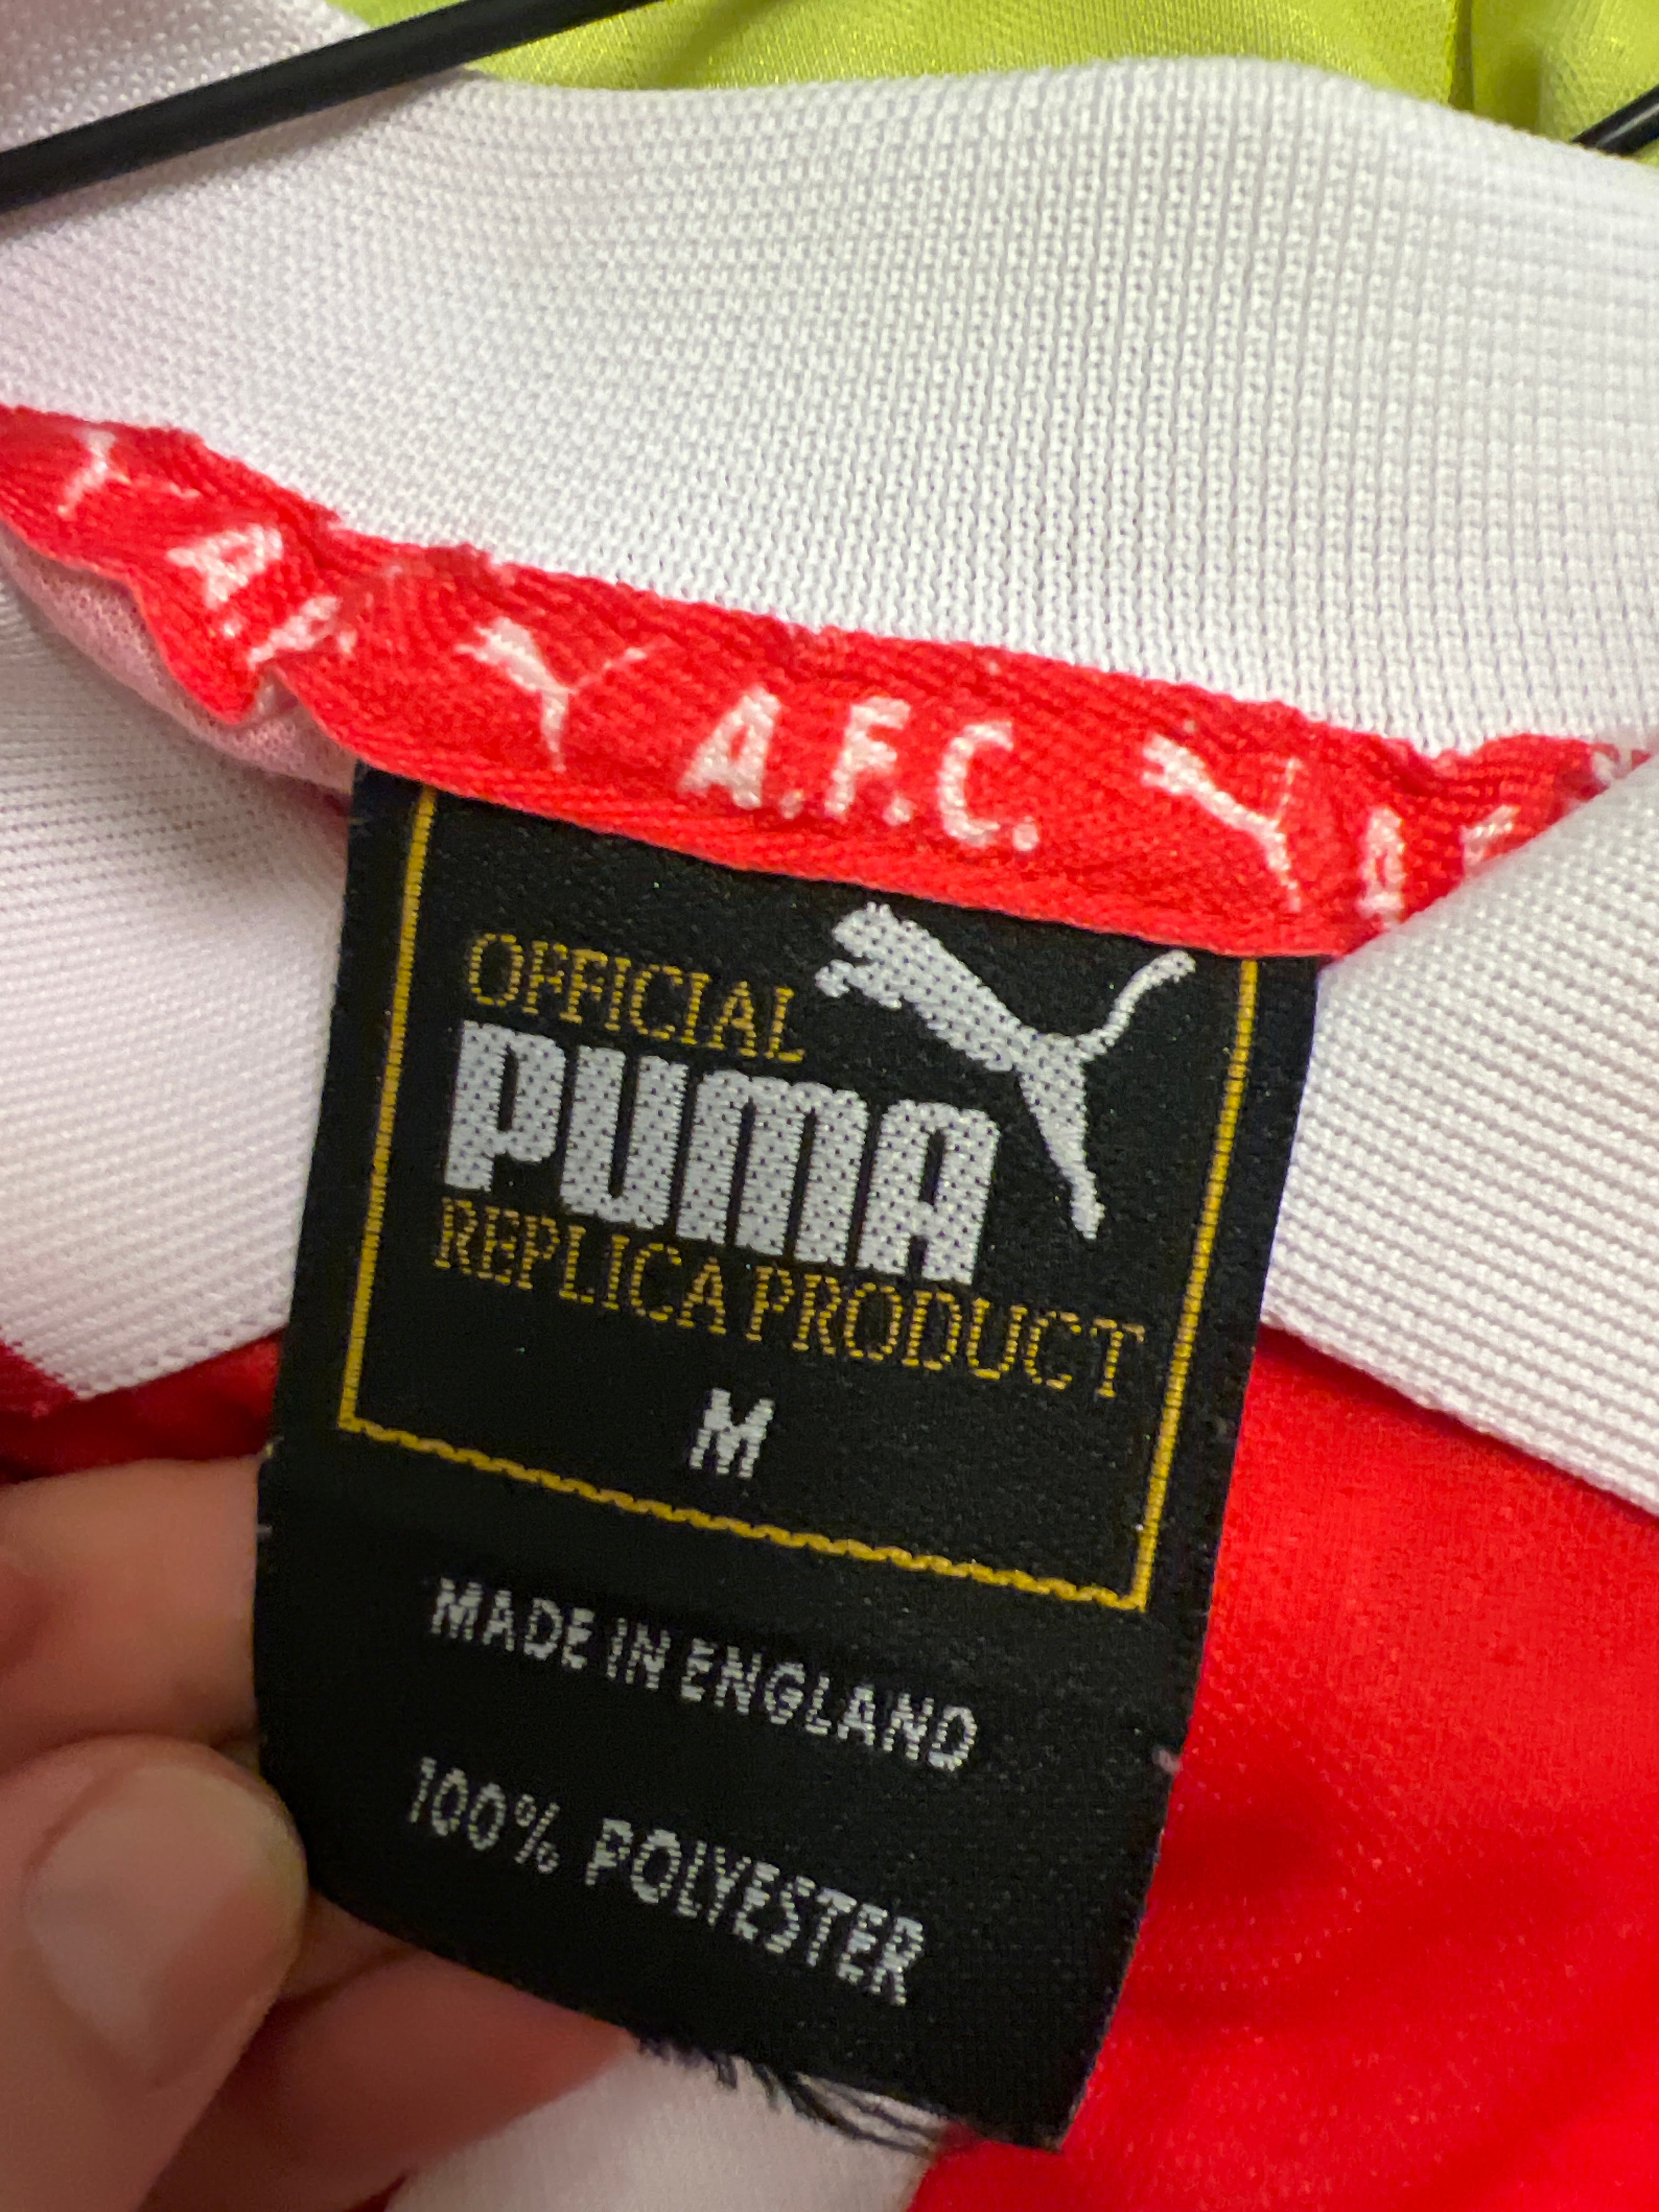 A.F.C.
A.F.C.
A.F
OFFICIAL
PUMA
REPLICA PRODUCT
M
MADE IN ENGLAND
100% POLYESTER